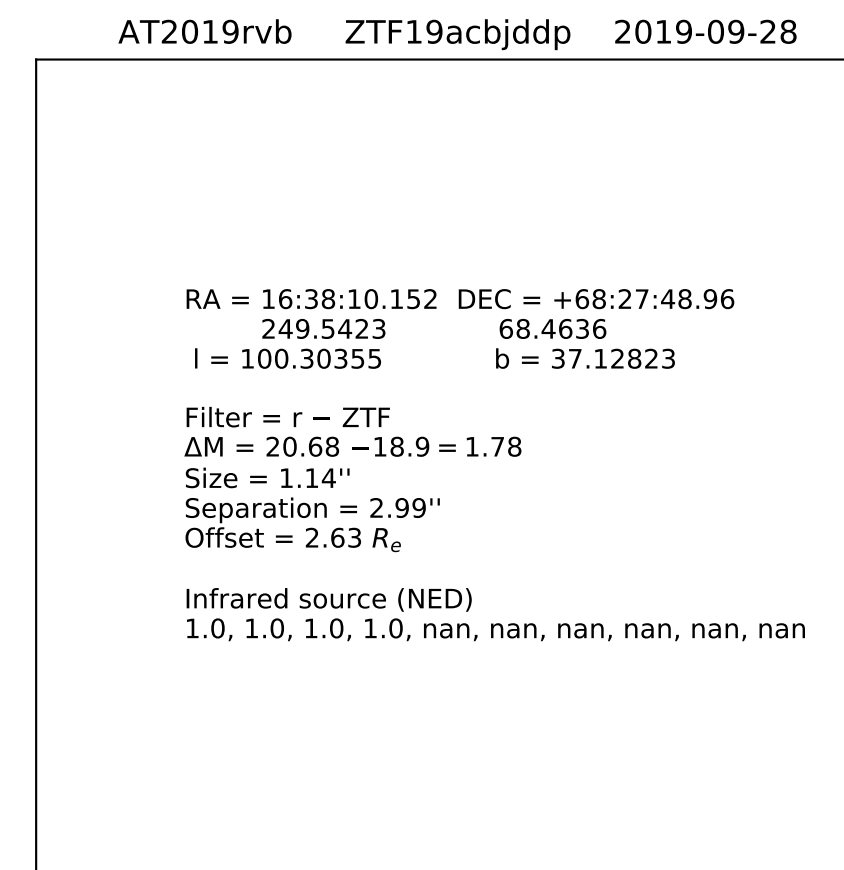 AT2019rvb ZTF19acbjddp 2019-09-28
RA = 16:38:10.152 DEC = +68:27:48.96
249.5423 68.4636
l = 100.30355 b = 37.12823
Filter = r − ZTF
ΔM = 20.68 −18.9 = 1.78
Size = 1.14''
Separation = 2.99''
Offset = 2.63 Rₑ
Infrared source (NED)
1.0, 1.0, 1.0, 1.0, nan, nan, nan, nan, nan, nan